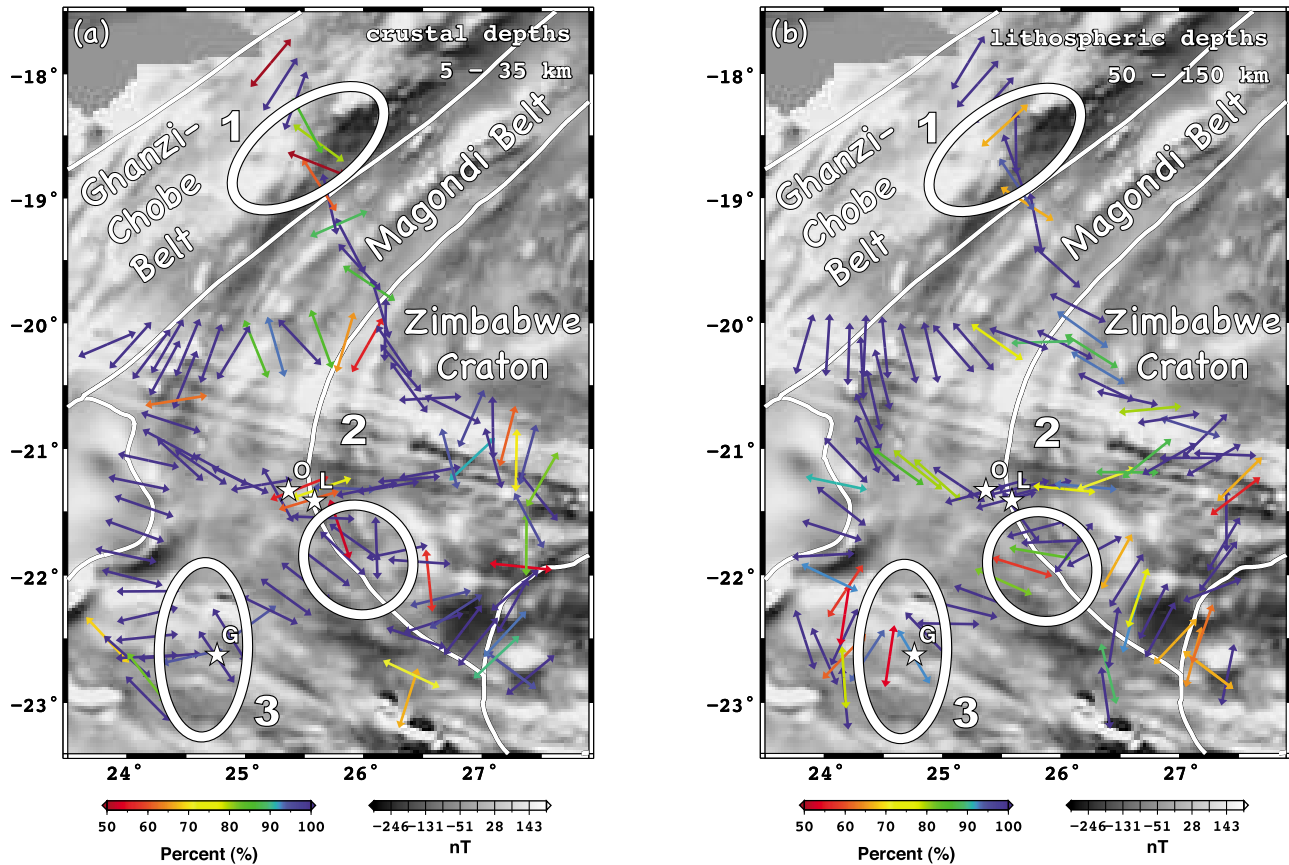 (a)
crustal depths
5 – 35 km
−18°
−19°
−20°
−21°
−22°
−23°
1
Ghanzi-
Chobe
Belt
Magondi Belt
Zimbabwe
Craton
2
O
L
G
3
24°
25°
26°
27°
50 60 70 80 90 100
Percent (%)
−246 −131 −51 28 143
nT
(b)
lithospheric depths
50 – 150 km
−18°
−19°
−20°
−21°
−22°
−23°
1
Ghanzi-
Chobe
Belt
Magondi Belt
Zimbabwe
Craton
2
O
L
G
3
24°
25°
26°
27°
50 60 70 80 90 100
Percent (%)
−246 −131 −51 28 143
nT